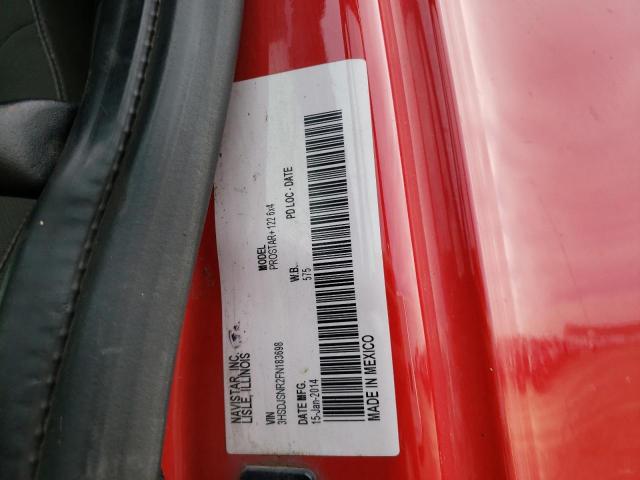 NAVISTAR, INC.
LISLE, ILLINOIS
VIN
3HSDJSNR2FN183698
MODEL
PROSTAR+ 122 6x4
DATE MFG.
15-Jan-2014
W.B.
575
PD LOC - DATE
MADE IN MEXICO